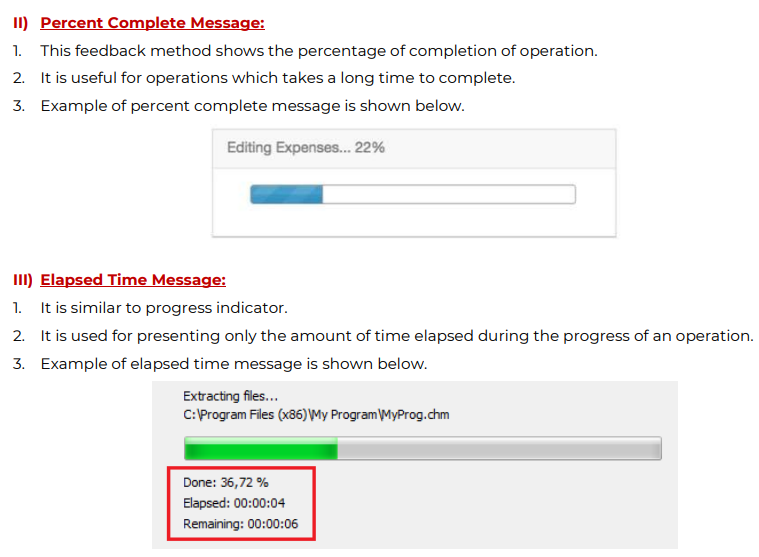 II) Percent Complete Message:
1. This feedback method shows the percentage of completion of operation.
2. It is useful for operations which takes a long time to complete.
3. Example of percent complete message is shown below.
Editing Expenses... 22%
III) Elapsed Time Message:
1. It is similar to progress indicator.
2. It is used for presenting only the amount of time elapsed during the progress of an operation.
3. Example of elapsed time message is shown below.
Extracting files...
C:\Program Files (x86)\My Program\MyProg.chm
Done: 36,72 %
Elapsed: 00:00:04
Remaining: 00:00:06